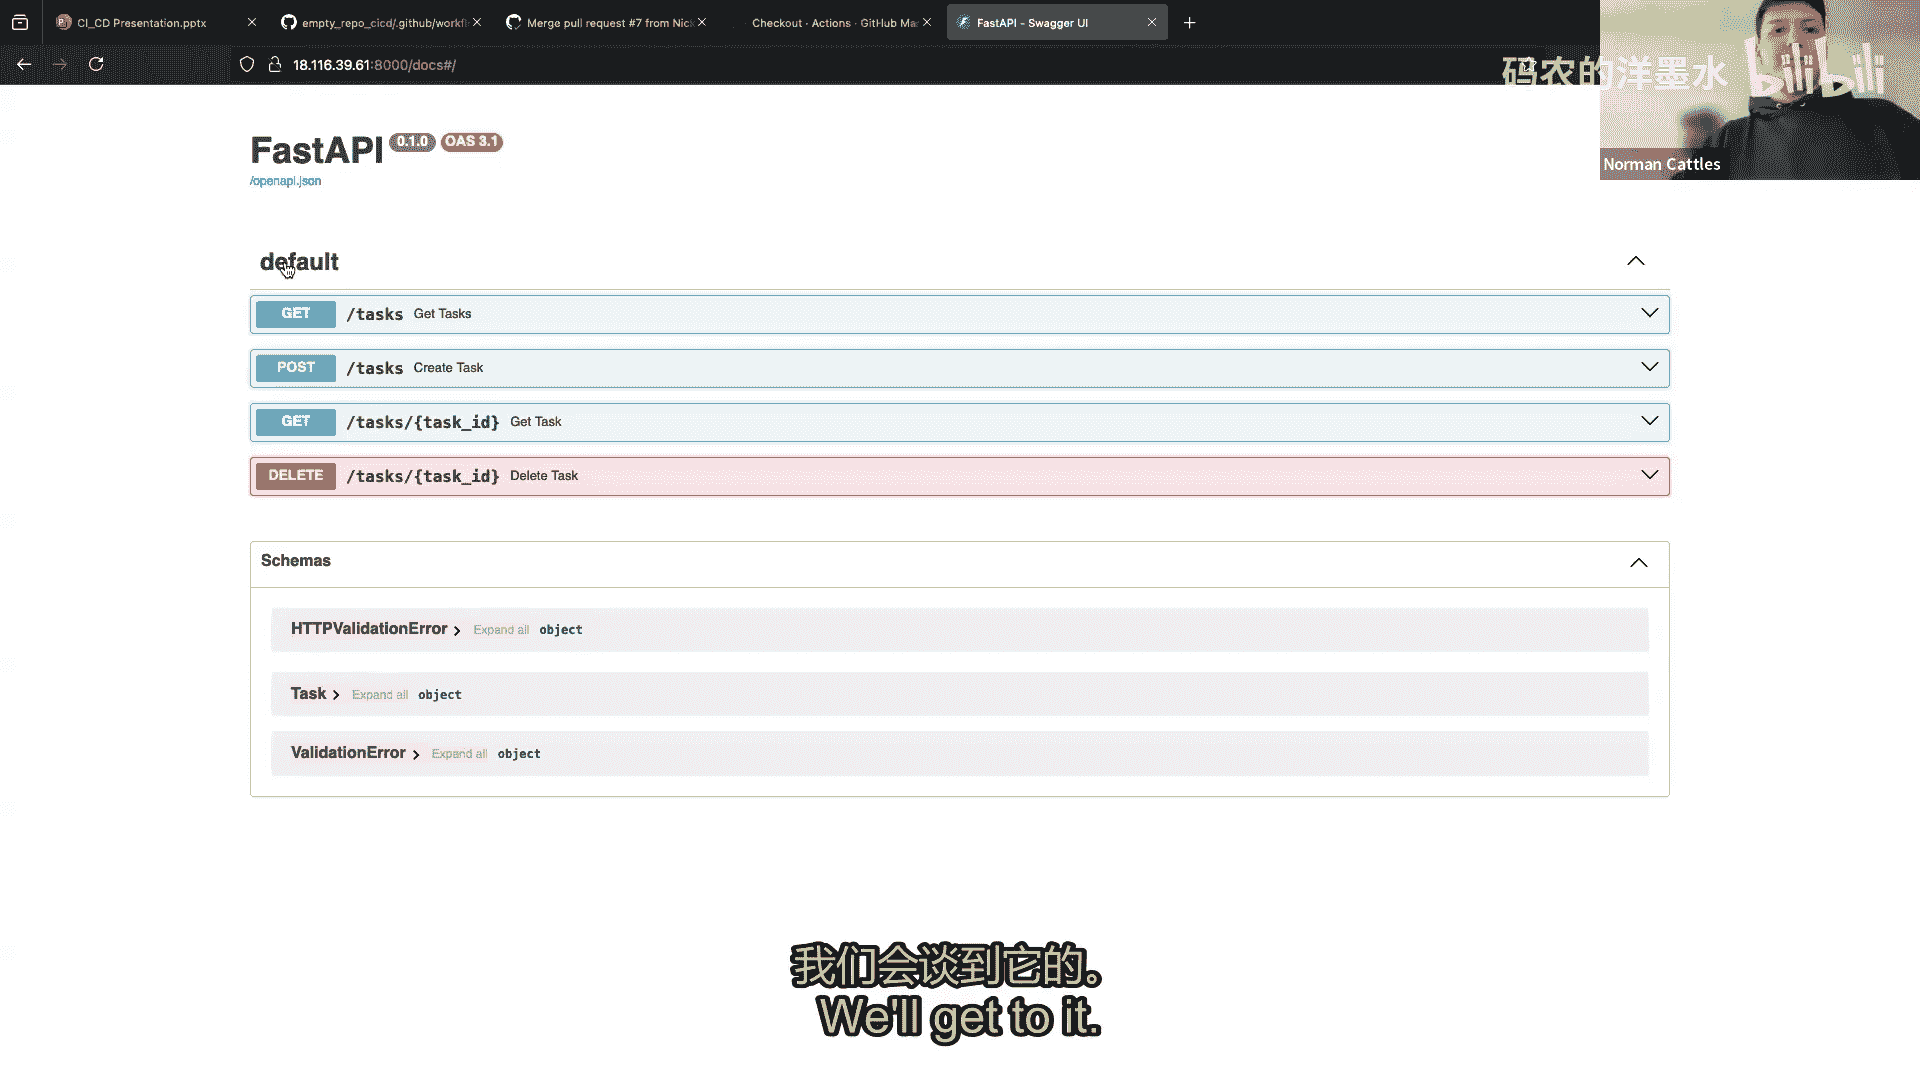 CI_CD Presentation.pptx
empty_repo_cicd/.github/workfl
Merge pull request #7 from Nick
Checkout · Actions · GitHub Ma
FastAPI - Swagger UI
18.116.39.61:8000/docs#/
码农的洋墨水 bilibili
Norman Cattles
FastAPI 0.1.0 OAS 3.1
/openapi.json
default
GET /tasks Get Tasks
POST /tasks Create Task
GET /tasks/{task_id} Get Task
DELETE /tasks/{task_id} Delete Task
Schemas
HTTPValidationError Expand all object
Task Expand all object
ValidationError Expand all object
我们会谈到它的。
We'll get to it.